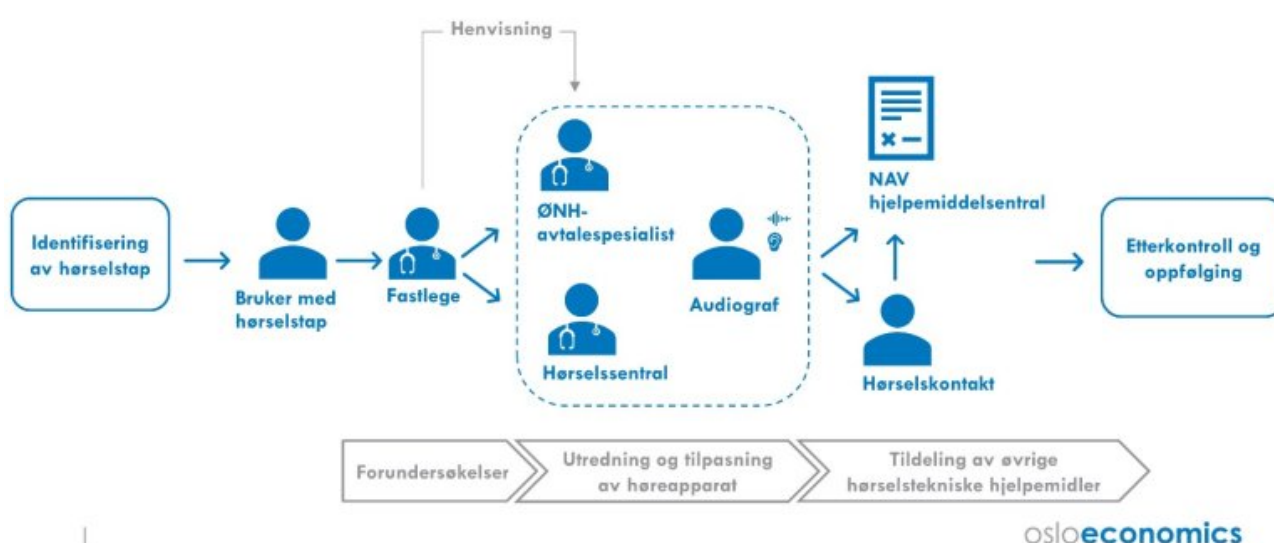 Henvisning
Identifisering
av hørselstap
Bruker med
hørselstap
Fastlege
ØNH-
avtalespesialist
Hørselssentral
Audiograf
NAV
hjelpemiddelsentral
Hørselskontakt
Etterkontroll og
oppfølging
Forundersøkelser
Utredning og tilpasning
av høreapparat
Tildeling av øvrige
hørselstekniske hjelpemidler
osloeconomics